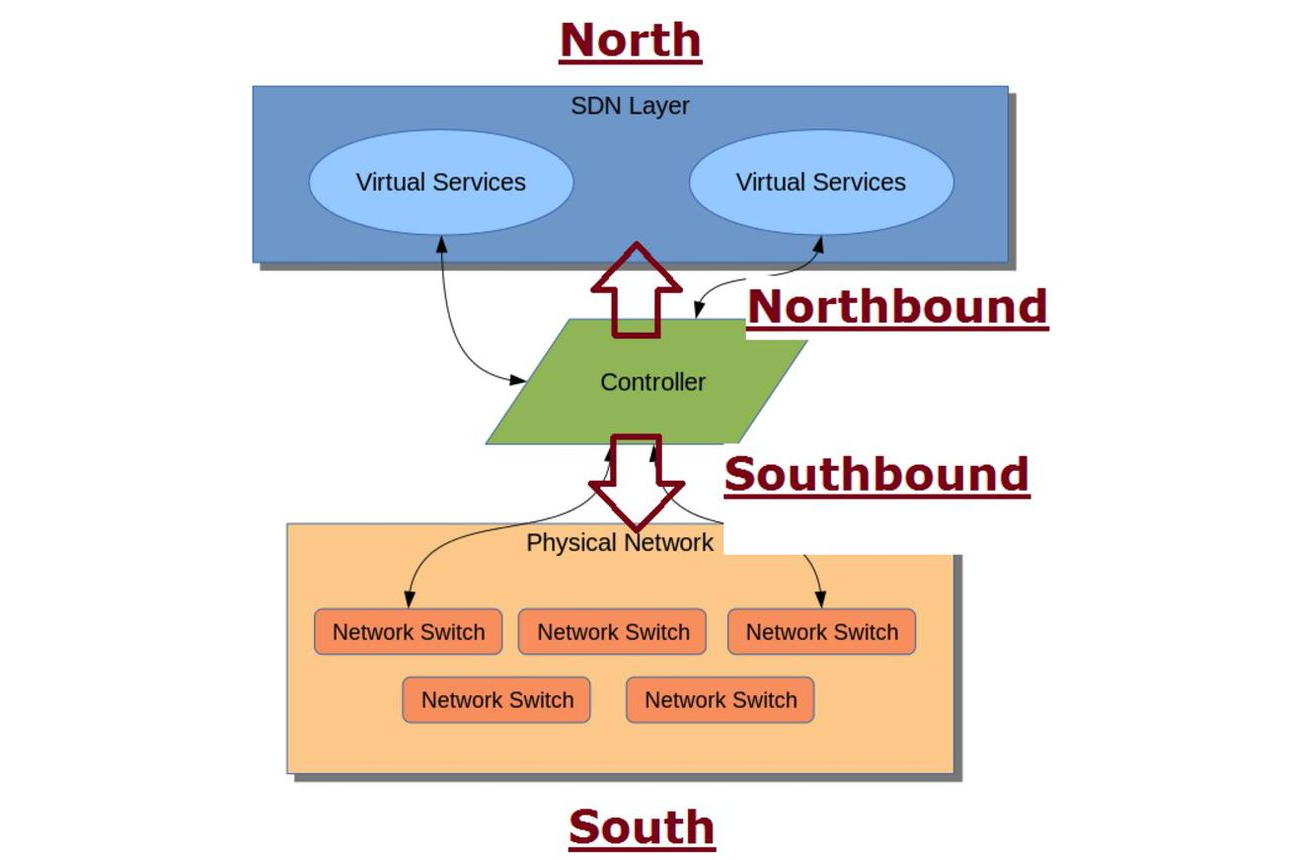 North
SDN Layer
Virtual Services
Virtual Services
Northbound
Controller
Southbound
Physical Network
Network Switch
Network Switch
Network Switch
Network Switch
Network Switch
South